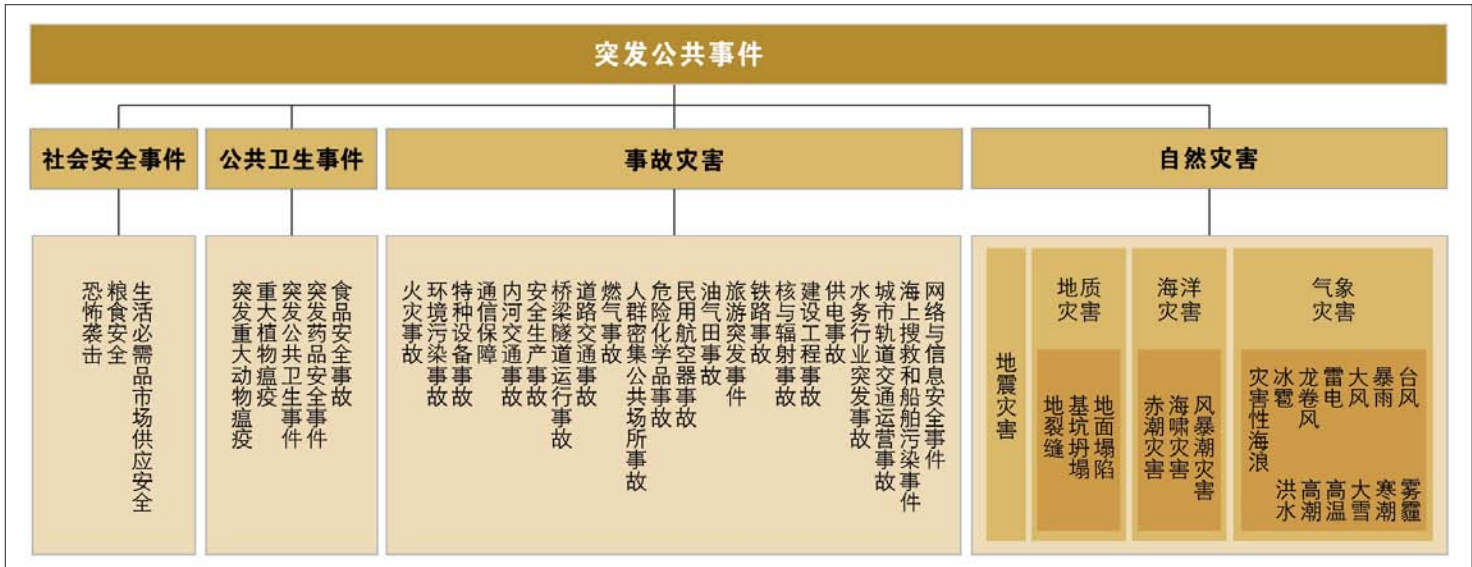 突发公共事件
社会安全事件
公共卫生事件
事故灾害
自然灾害
生活必需品市场供应安全
粮食安全
恐怖袭击
食品安全事故
突发药品安全事件
突发公共卫生事件
重大植物瘟疫
突发重大动物瘟疫
网络与信息安全事件
海上搜救和船舶污染事件
城市轨道交通运营事故
水务行业突发事故
供电事故
建设工程事故
核与辐射事故
铁路事故
旅游突发事件
油气田事故
民用航空器事故
危险化学品事故
人群密集公共场所事故
燃气事故
道路交通事故
桥梁隧道运行事故
安全生产事故
内河交通事故
通信保障
特种设备事故
环境污染事故
火灾事故
地震灾害
地质
灾害
地面塌陷
基坑坍塌
地裂缝
海洋
灾害
风暴潮灾害
海啸灾害
赤潮灾害
气象
灾害
台风
暴雨
大风
雷电
龙卷风
冰雹
灾害性海浪
雾霾
寒潮
大雪
高温
高潮
洪水